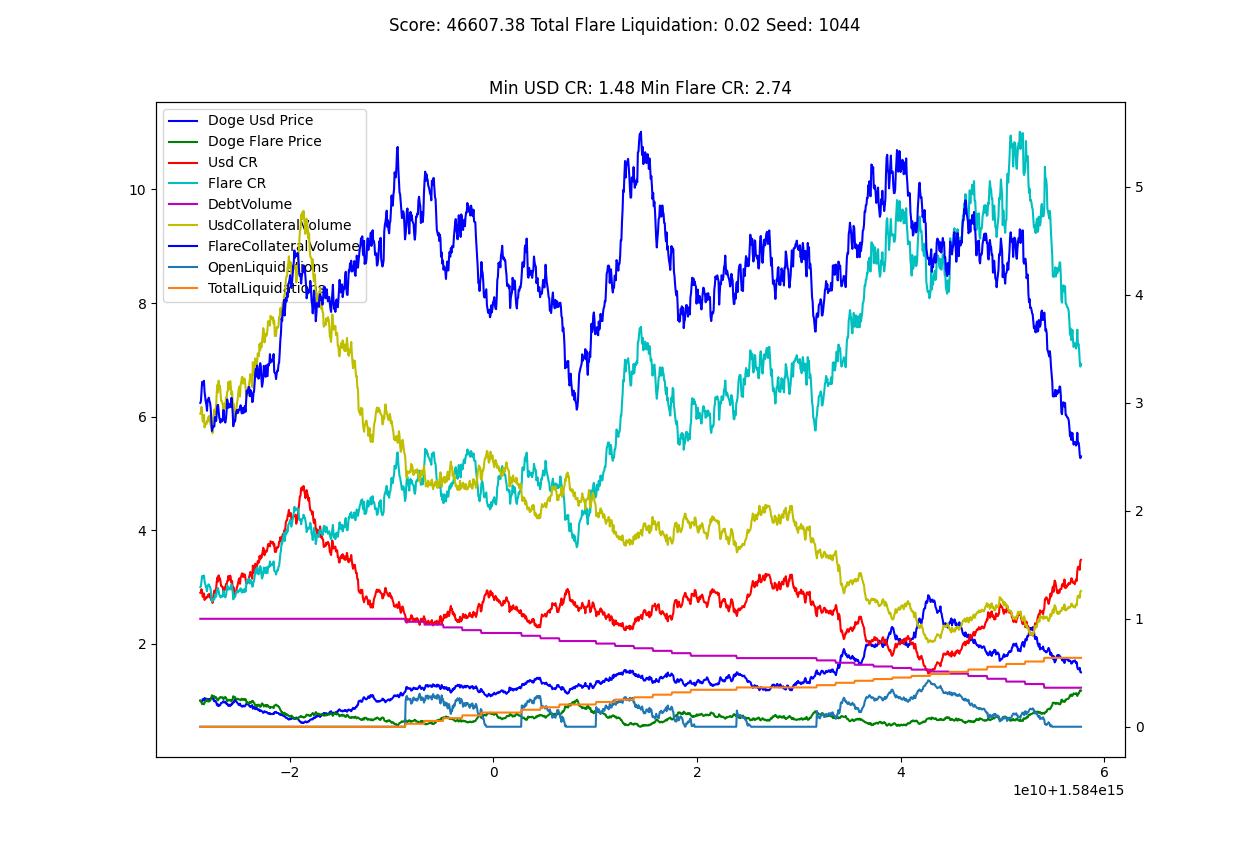 Score: 46607.38 Total Flare Liquidation: 0.02 Seed: 1044
Min USD CR: 1.48 Min Flare CR: 2.74
Doge Usd Price
Doge Flare Price
Usd CR
Flare CR
DebtVolume
UsdCollateralVolume
FlareCollateralVolume
OpenLiquidations
TotalLiquidations
10
8
6
4
2
5
4
3
2
1
0
−2
0
2
4
6
1e10+1.584e15